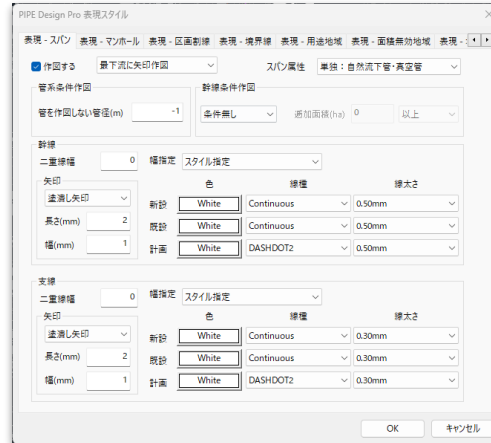 PIPE Design Pro 表現スタイル
表現 - スパン 表現 - マンホール 表現 - 区画割線 表現 - 境界線 表現 - 用途地域 表現 - 面積無効地域 表現 -
作図する 最下流に矢印作図 スパン属性 単独：自然流下管・真空管
管系条件作図 幹線条件作図
管を作図しない管径(m) -1 条件無し 追加面積(ha) 0 以上
幹線
二重線幅 0 幅指定 スタイル指定
矢印 色 線種 線太さ
塗潰し矢印 新設 White Continuous 0.50mm
長さ(mm) 2 既設 White Continuous 0.50mm
幅(mm) 1 計画 White DASHDOT2 0.50mm
支線
二重線幅 0 幅指定 スタイル指定
矢印 色 線種 線太さ
塗潰し矢印 新設 White Continuous 0.30mm
長さ(mm) 2 既設 White Continuous 0.30mm
幅(mm) 1 計画 White DASHDOT2 0.30mm
OK キャンセル